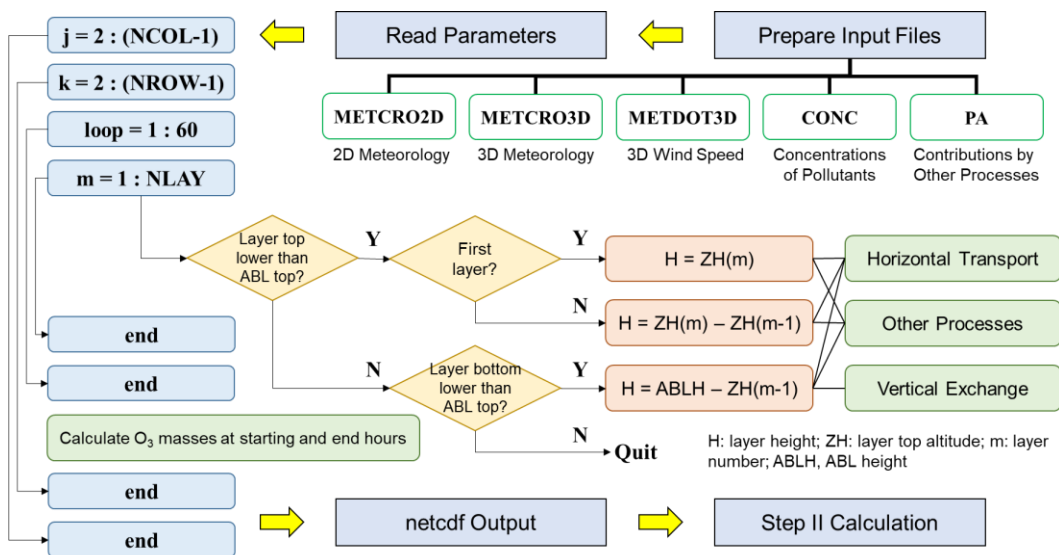 j = 2 : (NCOL-1)
Read Parameters
Prepare Input Files
k = 2 : (NROW-1)
loop = 1 : 60
METCRO2D
METCRO3D
METDOT3D
CONC
PA
2D Meteorology
3D Meteorology
3D Wind Speed
Concentrations
of Pollutants
Contributions by
Other Processes
m = 1 : NLAY
Layer top
lower than
ABL top?
Y
First
layer?
Y
H = ZH(m)
Horizontal Transport
N
H = ZH(m) – ZH(m-1)
Other Processes
end
N
Layer bottom
lower than
ABL top?
Y
H = ABLH – ZH(m-1)
Vertical Exchange
end
Calculate O₃ masses at starting and end hours
N
Quit
H: layer height; ZH: layer top altitude; m: layer
number; ABLH, ABL height
end
end
netcdf Output
Step II Calculation